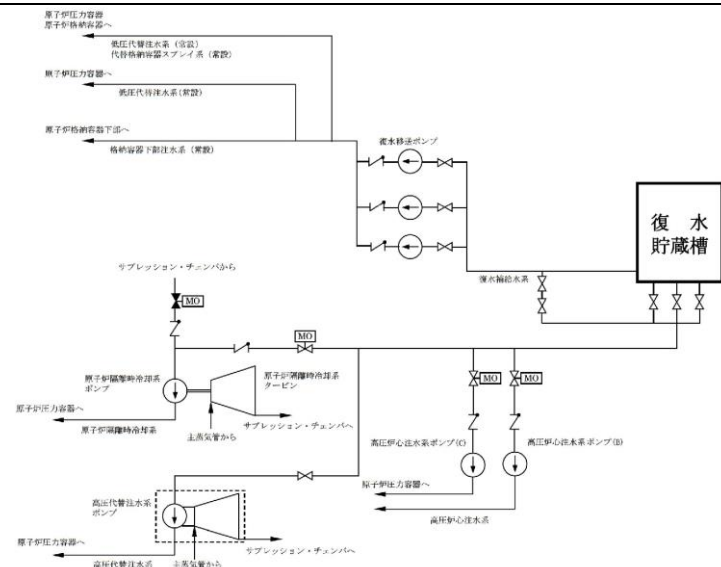 原子炉圧力容器
原子炉格納容器へ
低圧代替注水系(常設)
代替格納容器スプレイ系(常設)
原子炉圧力容器へ
低圧代替注水系(常設)
原子炉格納容器下部へ
格納容器下部注水系(常設)
復水移送ポンプ
復水
貯蔵槽
復水補給水系
サプレッション・チェンバから
MO
MO
原子炉隔離時冷却系
ポンプ
原子炉隔離時冷却系
タービン
原子炉圧力容器へ
原子炉隔離時冷却系
主蒸気管から
サプレッション・チェンバへ
MO
MO
高圧炉心注水系ポンプ(C)
高圧炉心注水系ポンプ(B)
原子炉圧力容器へ
高圧炉心注水系
高圧代替注水系
ポンプ
サプレッション・チェンバへ
原子炉圧力容器へ
高圧代替注水系
主蒸気管から